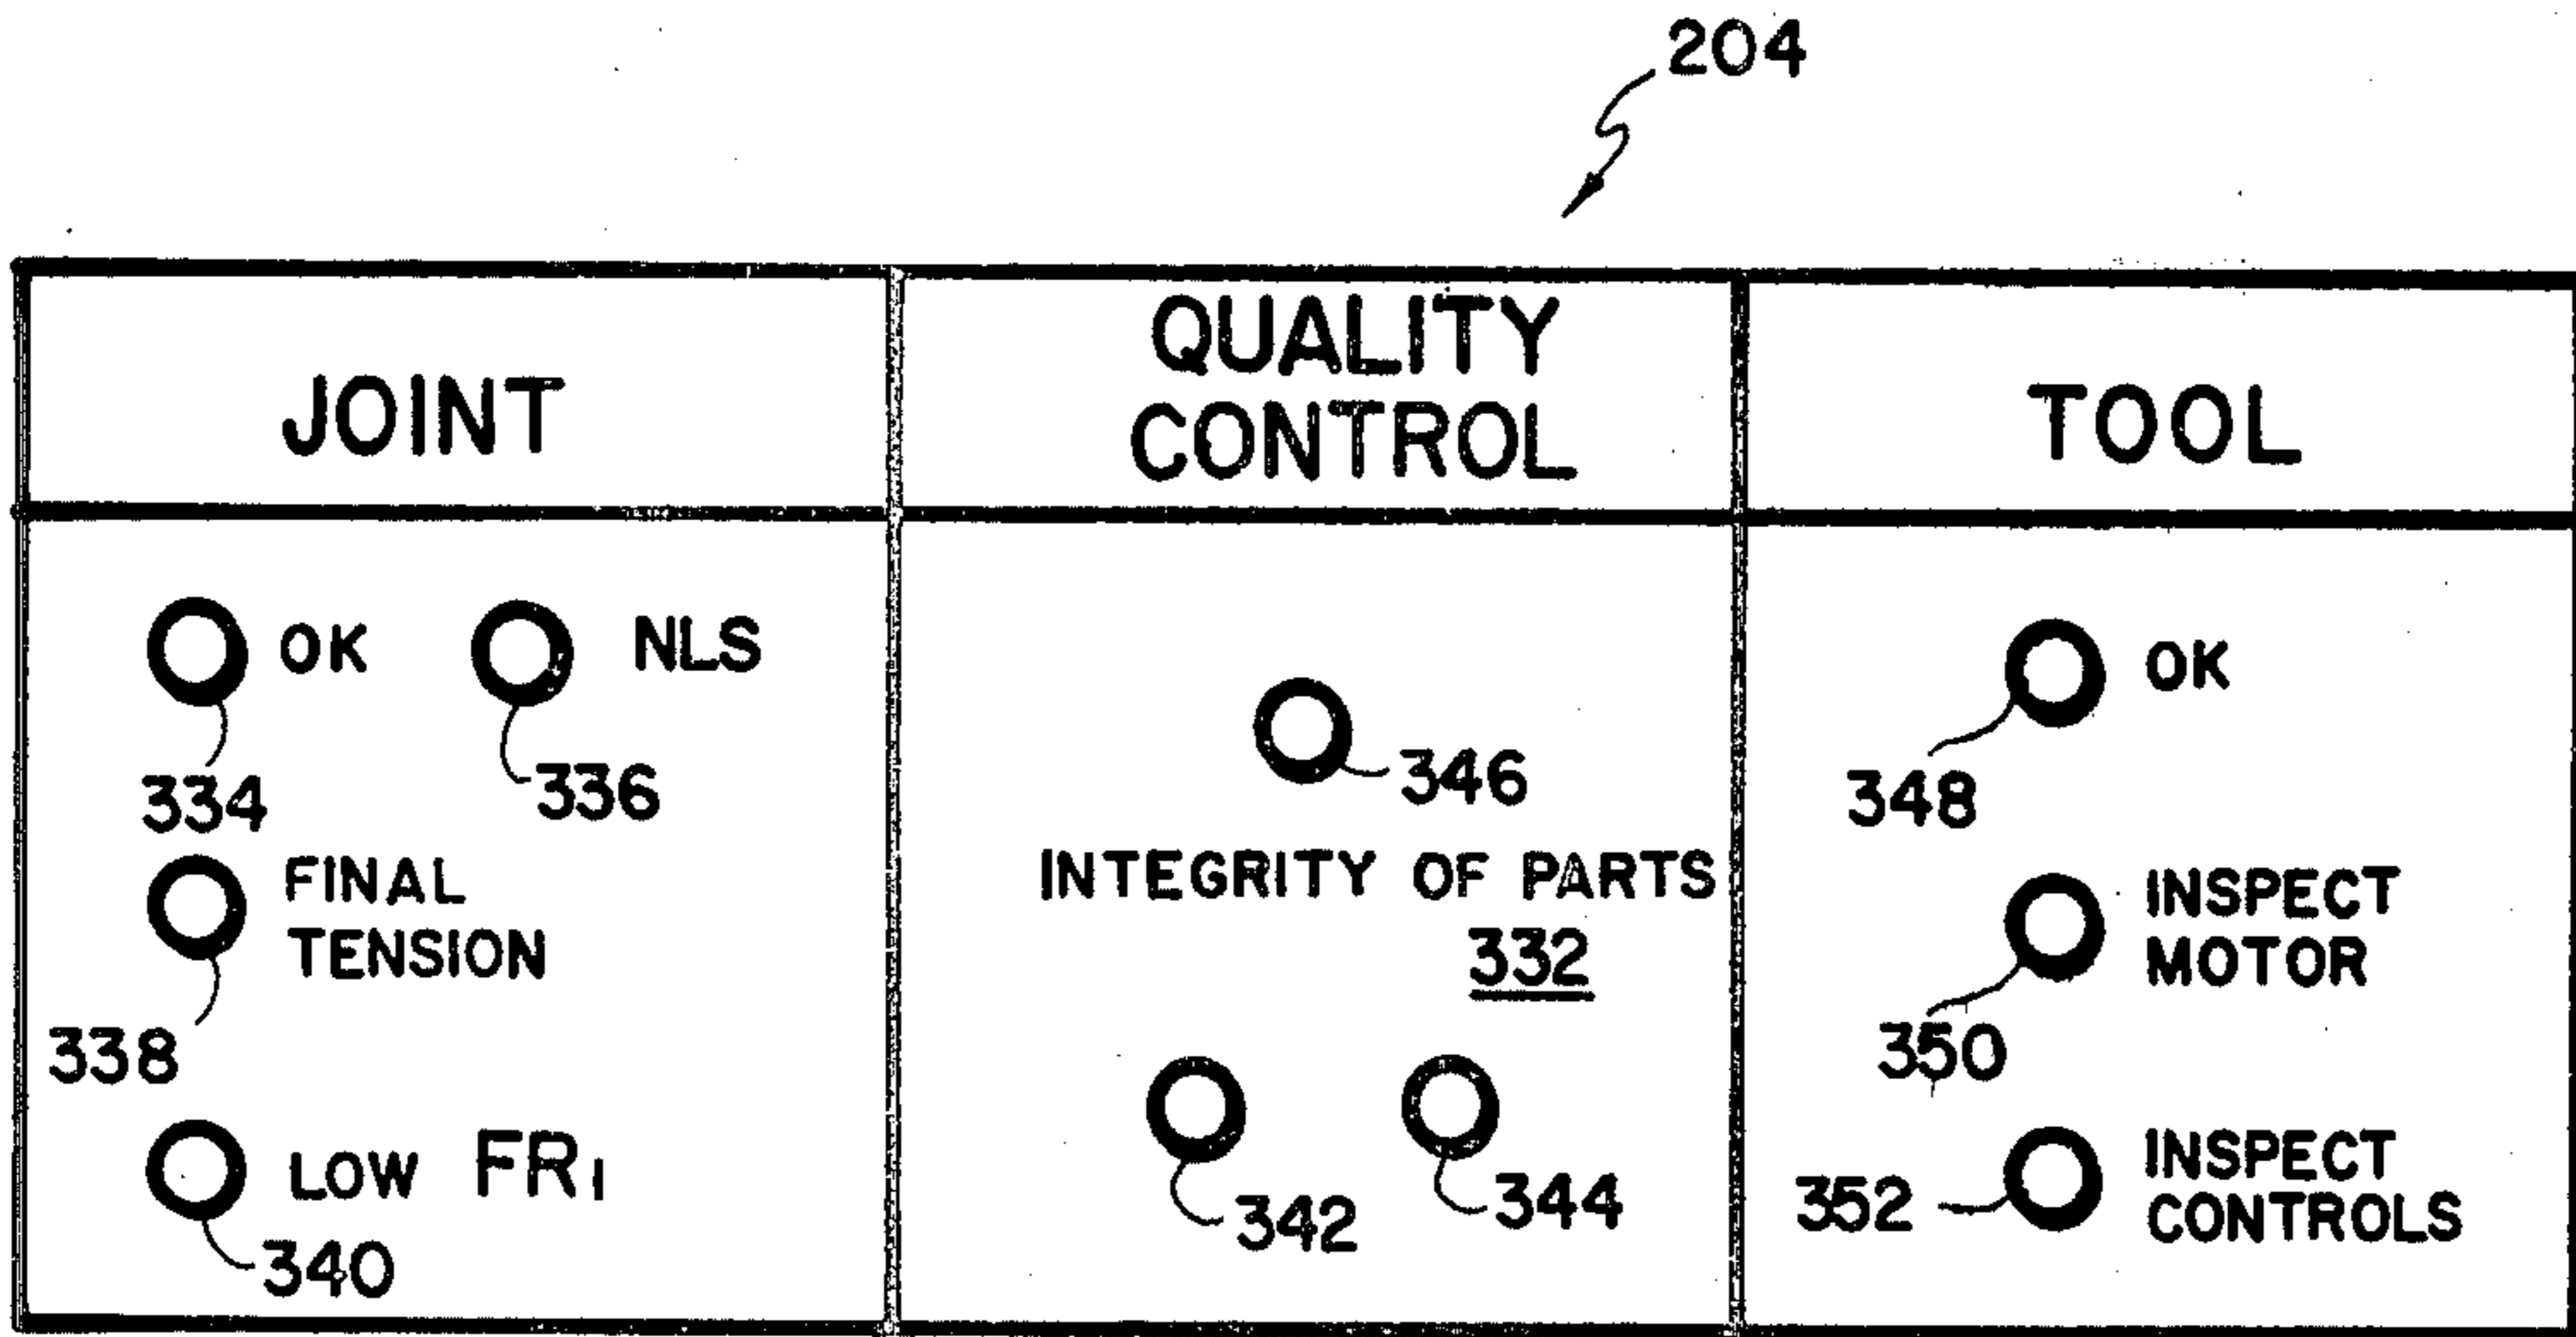 204
JOINT
QUALITY
CONTROL
TOOL
OK
NLS
334
336
FINAL
TENSION
338
LOW FR₁
340
346
INTEGRITY OF PARTS
332
342
344
OK
348
INSPECT
MOTOR
350
INSPECT
CONTROLS
352